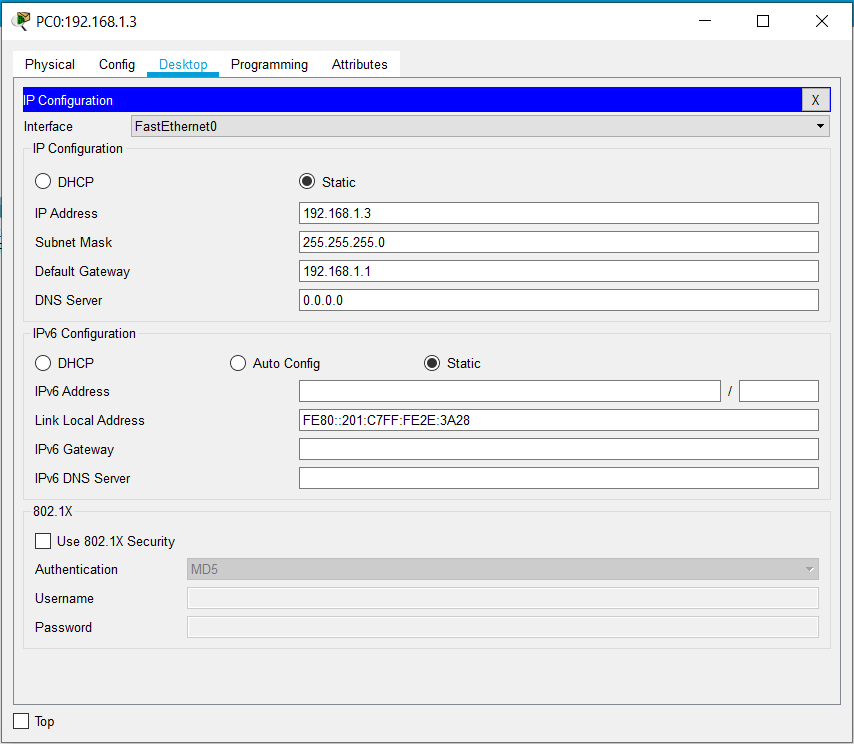 PC0:192.168.1.3
Physical Config Desktop Programming Attributes
IP Configuration X
Interface FastEthernet0
IP Configuration
DHCP Static
IP Address 192.168.1.3
Subnet Mask 255.255.255.0
Default Gateway 192.168.1.1
DNS Server 0.0.0.0
IPv6 Configuration
DHCP Auto Config Static
IPv6 Address /
Link Local Address FE80::201:C7FF:FE2E:3A28
IPv6 Gateway
IPv6 DNS Server
802.1X
Use 802.1X Security
Authentication MD5
Username
Password
Top